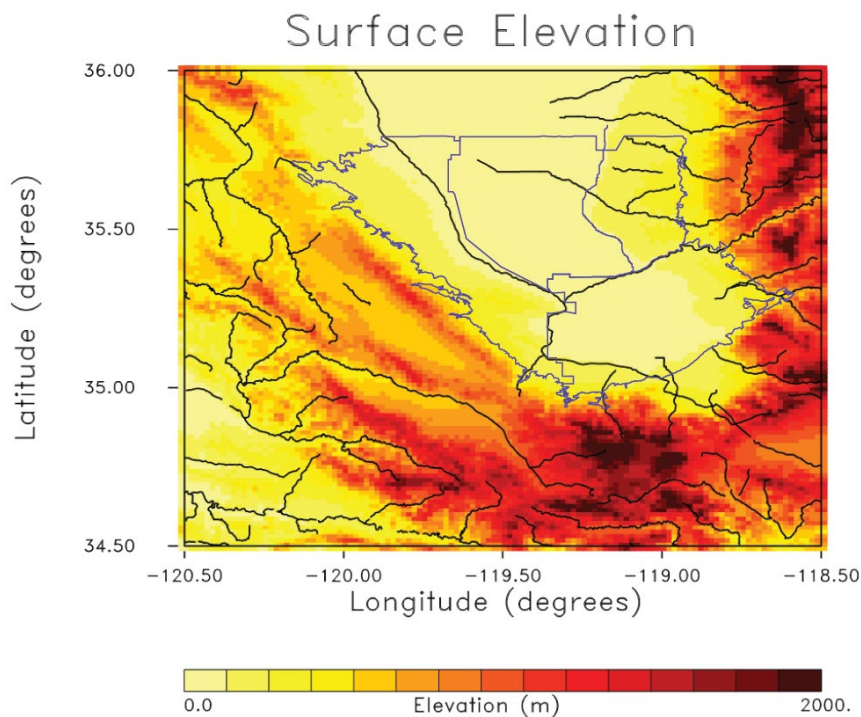 Surface Elevation
36.00
35.50
35.00
34.50
Latitude (degrees)
-120.50 -120.00 -119.50 -119.00 -118.50
Longitude (degrees)
0.0 Elevation (m) 2000.